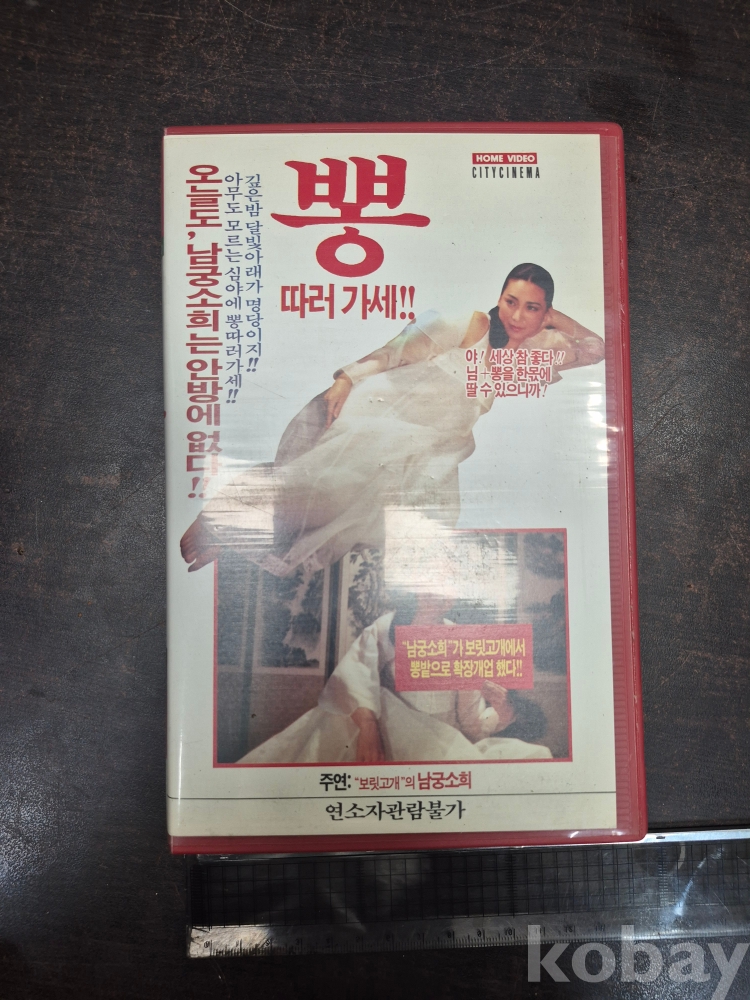 HOME VIDEO
CITYCINEMA
뽕
따러 가세!!
깊은밤 달빛아래가 명당이지!!
아무도 모르는 심야에 뽕따러가세!!
오늘도, 남궁소희는 안방에 없다!!
야! 세상 참 좋다!!
님+뽕을 한몫에
딸 수 있으니까!
"남궁소희"가 보릿고개에서
뽕밭으로 확장개업 했다!!
주연: "보릿고개"의 남궁소희
연소자관람불가
kobay